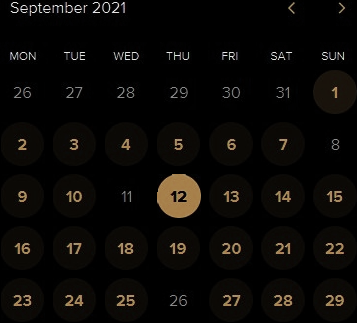 September 2021
MON TUE WED THU FRI SAT SUN
26 27 28 29 30 31 1
2 3 4 5 6 7 8
9 10 11 12 13 14 15
16 17 18 19 20 21 22
23 24 25 26 27 28 29